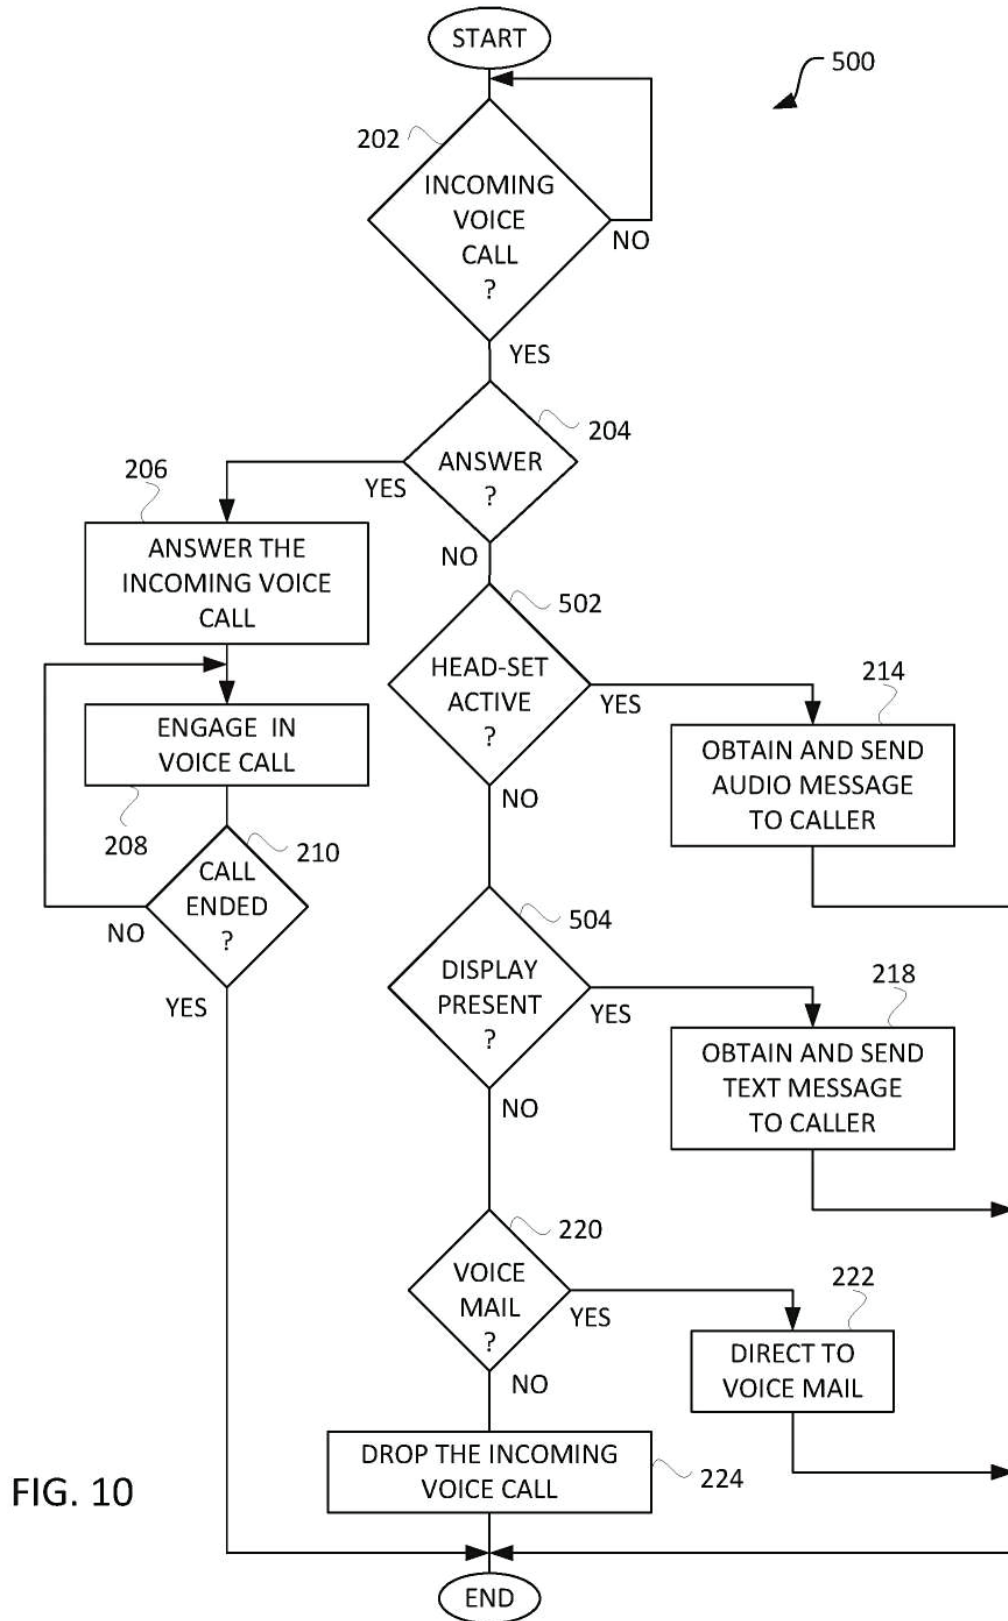 START
500
202
INCOMING
VOICE
CALL
?
NO
YES
204
ANSWER
?
YES
NO
206
ANSWER THE
INCOMING VOICE
CALL
502
HEAD-SET
ACTIVE
?
YES
NO
214
OBTAIN AND SEND
AUDIO MESSAGE
TO CALLER
ENGAGE IN
VOICE CALL
208
210
CALL
ENDED
?
NO
YES
504
DISPLAY
PRESENT
?
YES
NO
218
OBTAIN AND SEND
TEXT MESSAGE
TO CALLER
220
VOICE
MAIL
?
YES
NO
222
DIRECT TO
VOICE MAIL
DROP THE INCOMING
VOICE CALL
224
FIG. 10
END